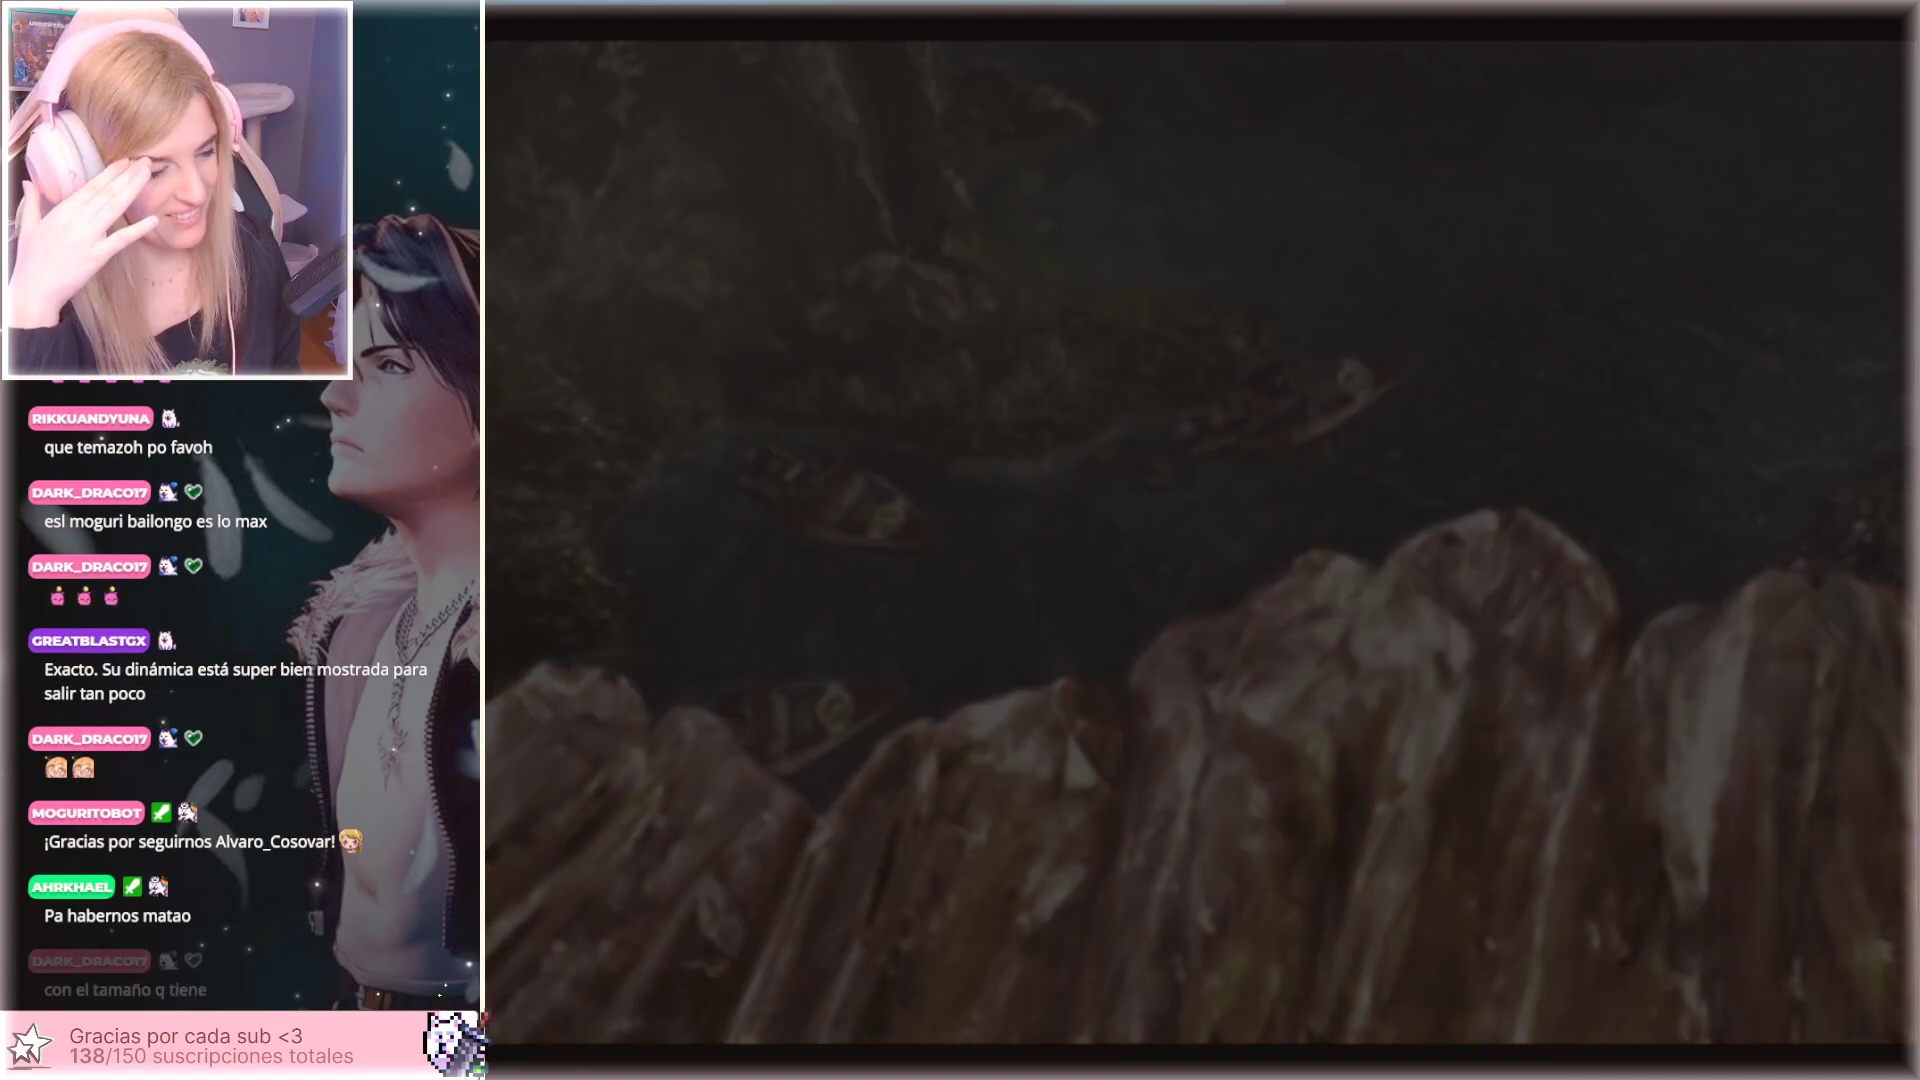 RIKKUANDYUNA
que temazoh po favoh
DARK_DRACO17
esl moguri bailongo es lo max
DARK_DRACO17
GREATBLASTGX
Exacto. Su dinámica está super bien mostrada para
salir tan poco
DARK_DRACO17
MOGURITOBOT
¡Gracias por seguirnos Alvaro_Cosovar!
AHRKHAEL
Pa habernos matao
DARK_DRACO17
con el tamaño q tiene
Gracias por cada sub <3
138/150 suscripciones totales